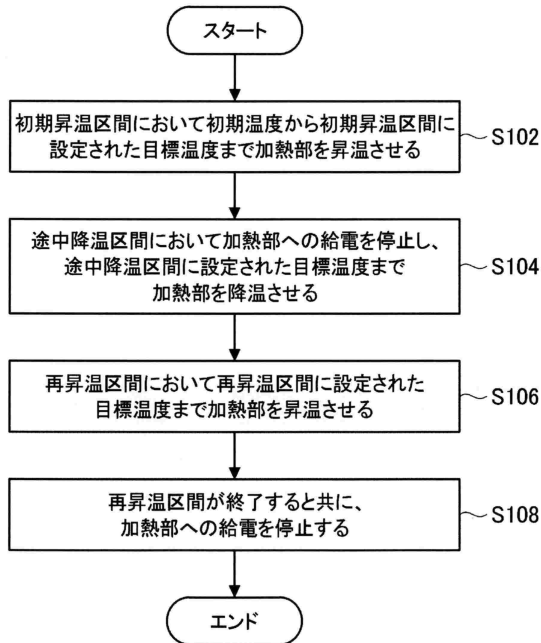 スタート
初期昇温区間において初期温度から初期昇温区間に
設定された目標温度まで加熱部を昇温させる
S102
途中降温区間において加熱部への給電を停止し、
途中降温区間に設定された目標温度まで
加熱部を降温させる
S104
再昇温区間において再昇温区間に設定された
目標温度まで加熱部を昇温させる
S106
再昇温区間が終了すると共に、
加熱部への給電を停止する
S108
エンド